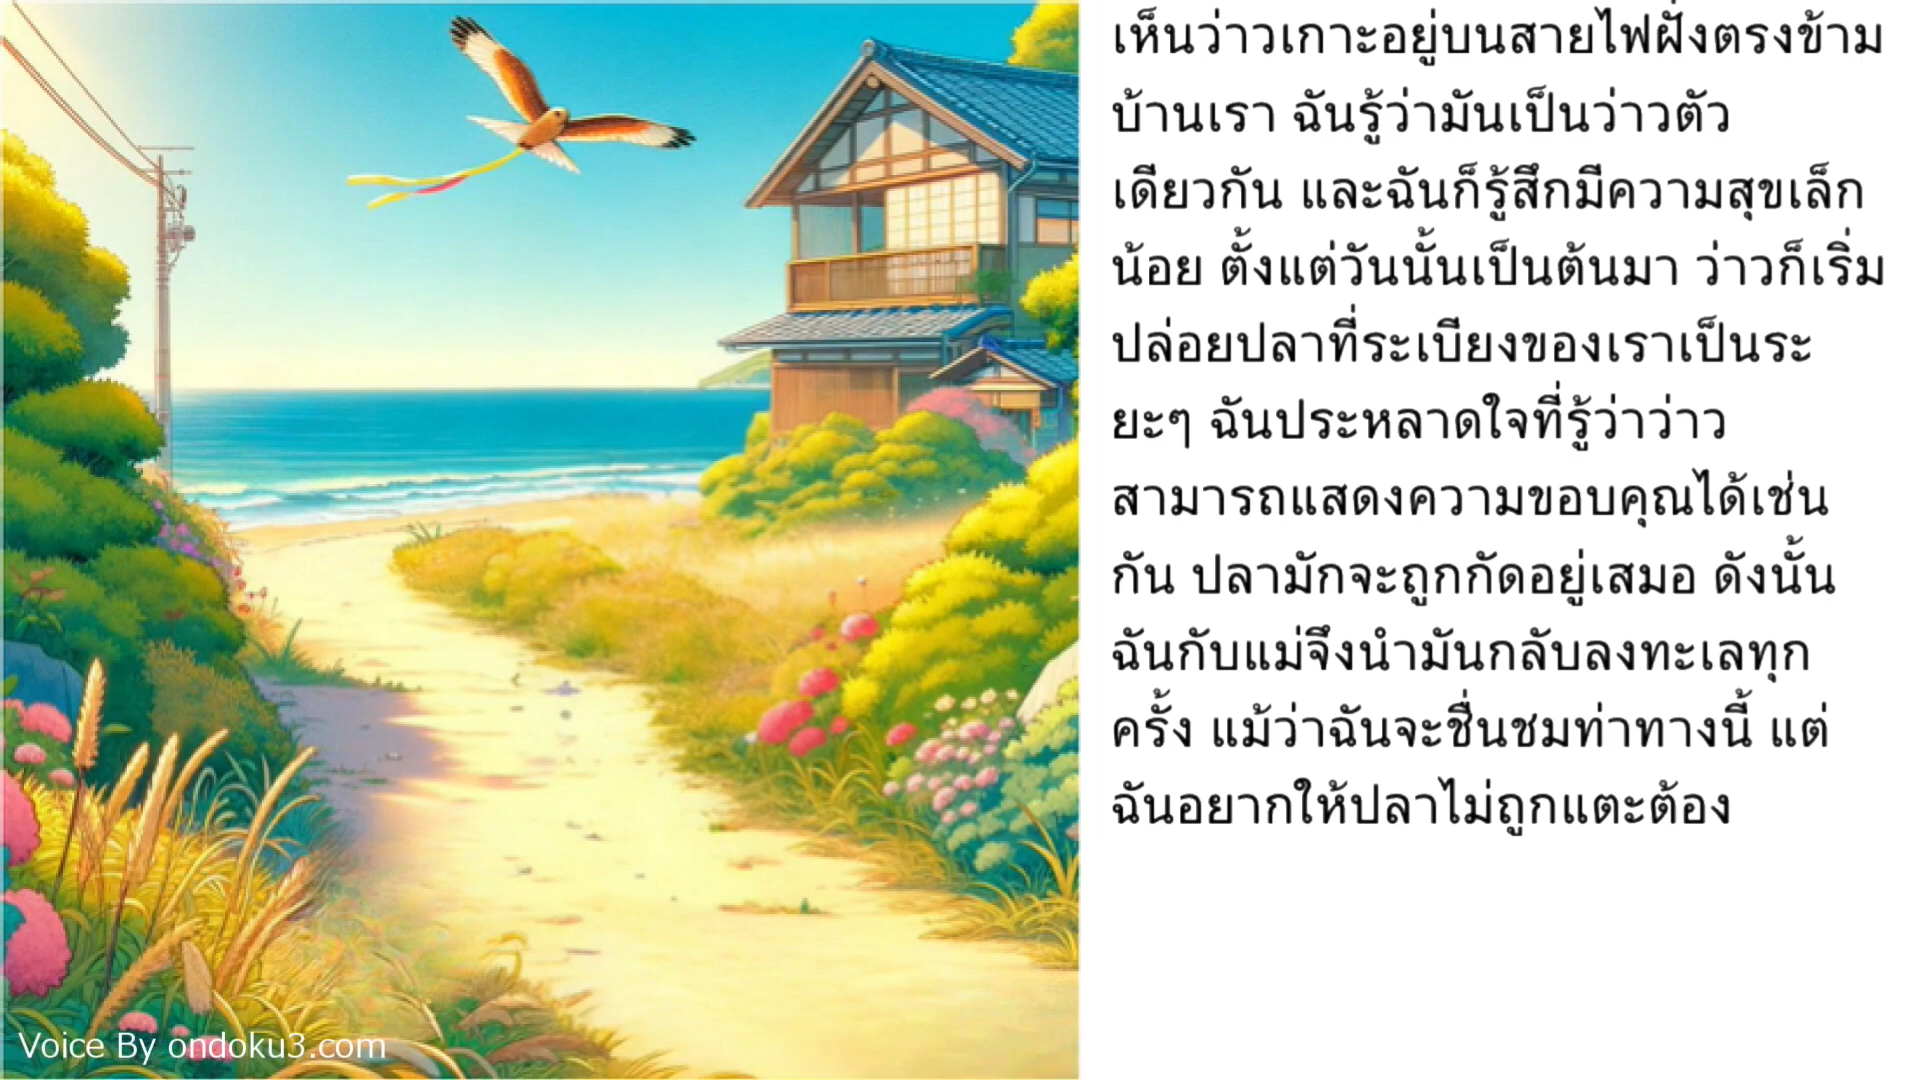 เห็นว่าวเกาะอยู่บนสายไฟฝั่งตรงข้าม
บ้านเรา ฉันรู้ว่ามันเป็นว่าวตัว
เดียวกัน และฉันก็รู้สึกมีความสุขเล็ก
น้อย ตั้งแต่วันนั้นเป็นต้นมา ว่าวก็เริ่ม
ปล่อยปลาที่ระเบียงของเราเป็นระ
ยะๆ ฉันประหลาดใจที่รู้ว่าว่าว
สามารถแสดงความขอบคุณได้เช่น
กัน ปลามักจะถูกกัดอยู่เสมอ ดังนั้น
ฉันกับแม่จึงนำมันกลับลงทะเลทุก
ครั้ง แม้ว่าฉันจะชื่นชมท่าทางนี้ แต่
ฉันอยากให้ปลาไม่ถูกแตะต้อง
Voice By ondoku3.com